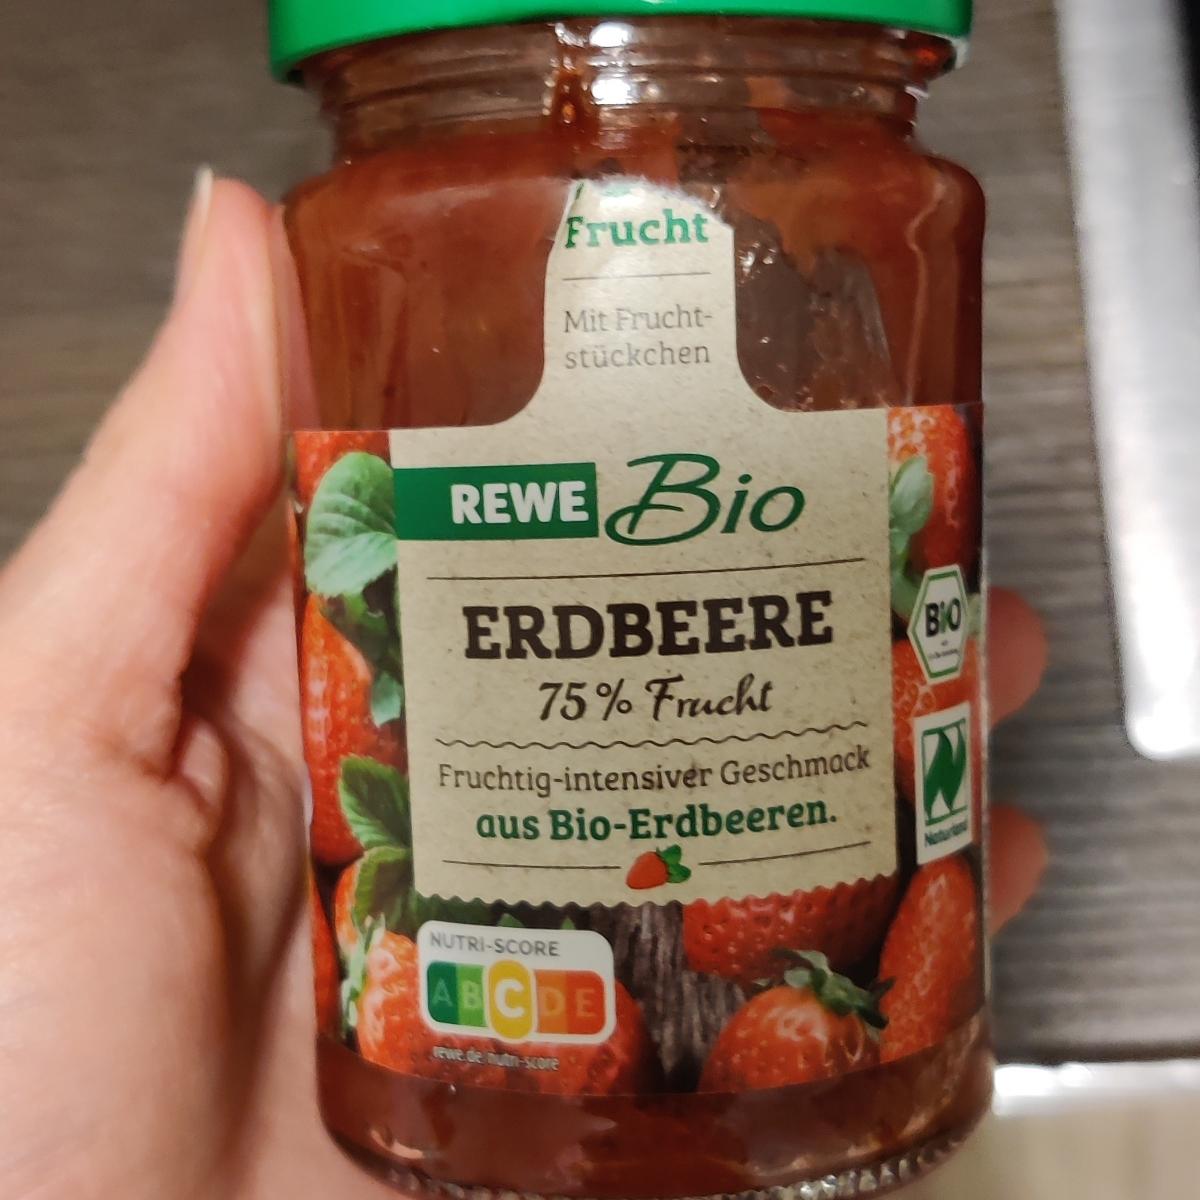 Frucht
Mit Frucht-
stückchen
REWE Bio
ERDBEERE
75% Frucht
Fruchtig-intensiver Geschmack
aus Bio-Erdbeeren.
BIO
Naturland
NUTRI-SCORE
A B C D E
rewe.de/nutri-score